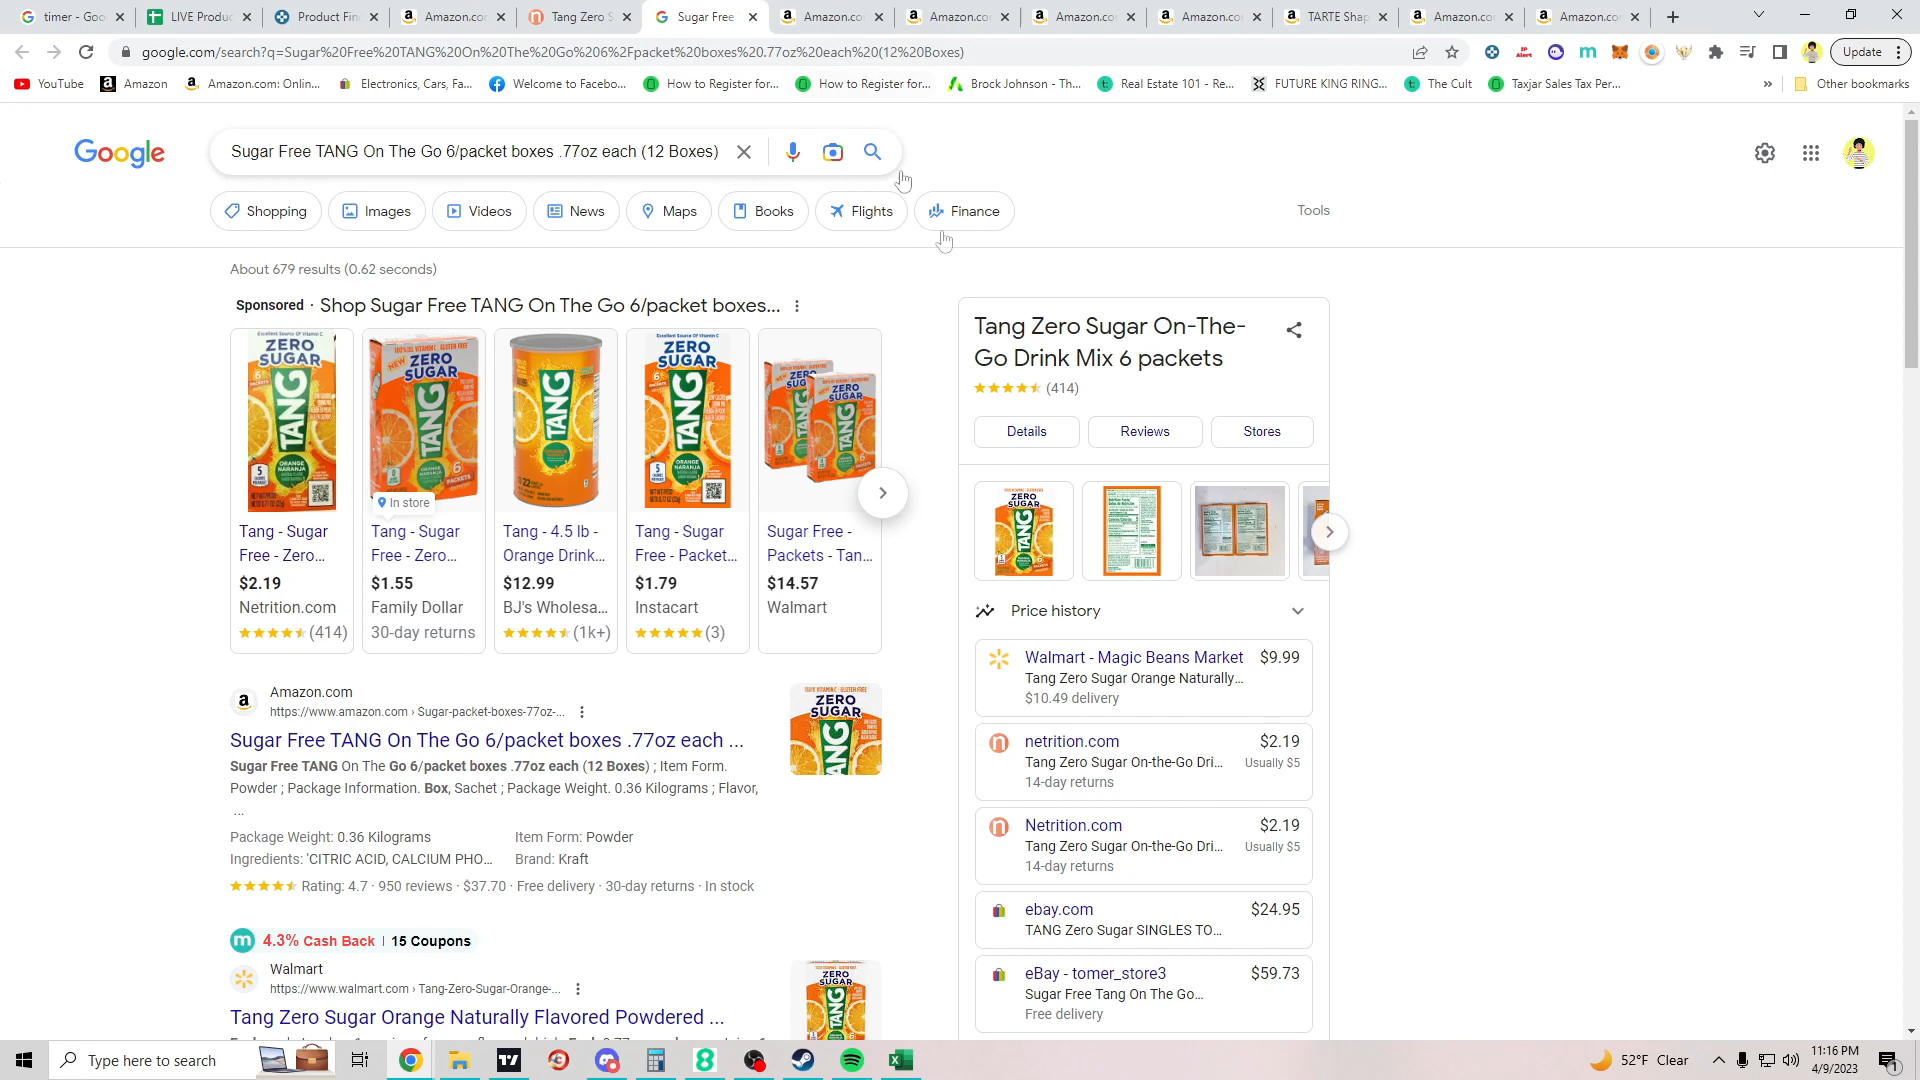 timer - Goo
LIVE Produc
Product Fin
Amazon.co
Tang Zero S
Sugar Free
Amazon.co
Amazon.co
Amazon.co
Amazon.co
TARTE Shap
Amazon.co
Amazon.co
google.com/search?q=Sugar%20Free%20TANG%20On%20The%20Go%206%2Fpacket%20boxes%20.77oz%20each%20(12%20Boxes)
Update
YouTube
Amazon
Amazon.com: Onlin...
Electronics, Cars, Fa...
Welcome to Facebo...
How to Register for...
How to Register for...
Brock Johnson - Th...
Real Estate 101 - Re...
FUTURE KING RING...
The Cult
Taxjar Sales Tax Per...
»
Other bookmarks
Google
Sugar Free TANG On The Go 6/packet boxes .77oz each (12 Boxes)
Shopping
Images
Videos
News
Maps
Books
Flights
Finance
Tools
About 679 results (0.62 seconds)
Sponsored · Shop Sugar Free TANG On The Go 6/packet boxes...
ZERO SUGAR
TANG
In store
Tang - Sugar
Free - Zero...
$2.19
Netrition.com
(414)
Tang - Sugar
Free - Zero...
$1.55
Family Dollar
30-day returns
Tang - 4.5 lb -
Orange Drink...
$12.99
BJ's Wholesa...
(1k+)
Tang - Sugar
Free - Packet...
$1.79
Instacart
(3)
Sugar Free -
Packets - Tan...
$14.57
Walmart
Amazon.com
https://www.amazon.com › Sugar-packet-boxes-77oz-...
Sugar Free TANG On The Go 6/packet boxes .77oz each ...
Sugar Free TANG On The Go 6/packet boxes .77oz each (12 Boxes) ; Item Form.
Powder ; Package Information. Box, Sachet ; Package Weight. 0.36 Kilograms ; Flavor,
...
Package Weight: 0.36 Kilograms
Item Form: Powder
Ingredients: 'CITRIC ACID, CALCIUM PHO...
Brand: Kraft
Rating: 4.7 · 950 reviews · $37.70 · Free delivery · 30-day returns · In stock
4.3% Cash Back | 15 Coupons
Walmart
https://www.walmart.com › Tang-Zero-Sugar-Orange-...
Tang Zero Sugar Orange Naturally Flavored Powdered ...
Tang Zero Sugar On-The-
Go Drink Mix 6 packets
(414)
Details
Reviews
Stores
Price history
Walmart - Magic Beans Market
$9.99
Tang Zero Sugar Orange Naturally...
$10.49 delivery
netrition.com
$2.19
Tang Zero Sugar On-the-Go Dri...
Usually $5
14-day returns
Netrition.com
$2.19
Tang Zero Sugar On-the-Go Dri...
Usually $5
14-day returns
ebay.com
$24.95
TANG Zero Sugar SINGLES TO...
eBay - tomer_store3
$59.73
Sugar Free Tang On The Go...
Free delivery
Type here to search
52°F Clear
11:16 PM
4/9/2023